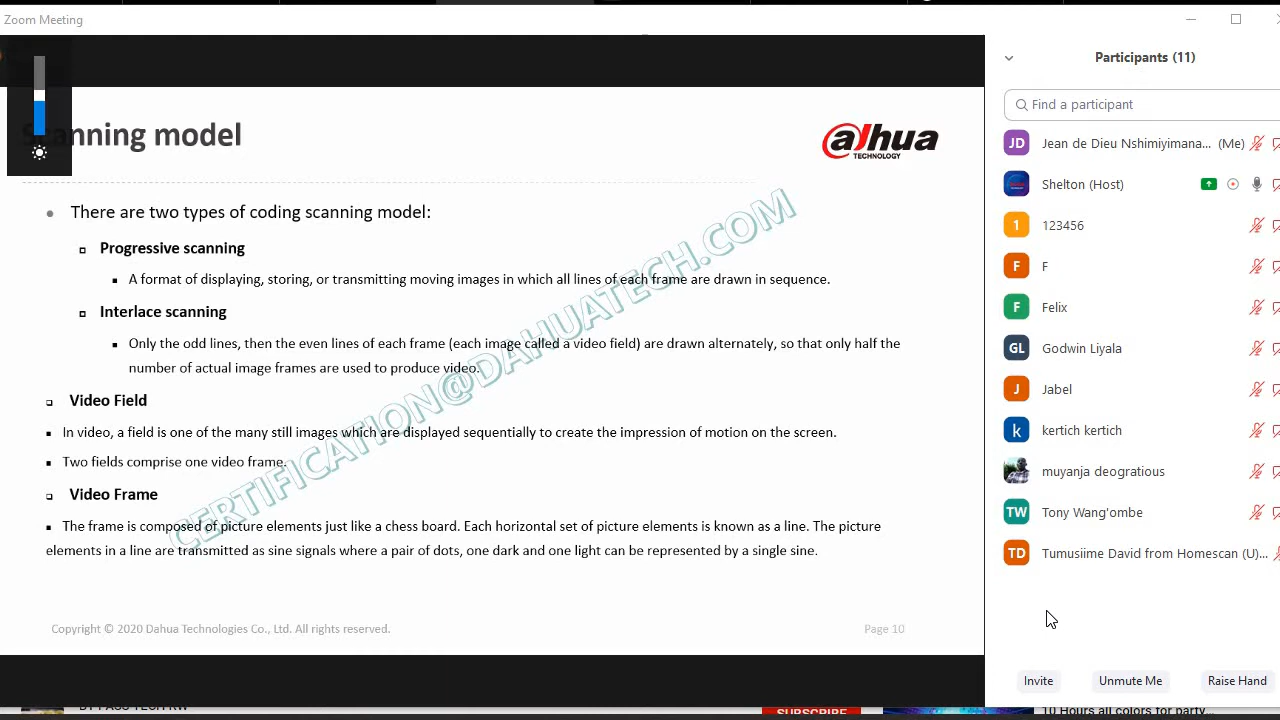 Zoom Meeting
Scanning model
alhua
TECHNOLOGY
There are two types of coding scanning model:
Progressive scanning
A format of displaying, storing, or transmitting moving images in which all lines of each frame are drawn in sequence.
Interlace scanning
Only the odd lines, then the even lines of each frame (each image called a video field) are drawn alternately, so that only half the
number of actual image frames are used to produce video.
Video Field
In video, a field is one of the many still images which are displayed sequentially to create the impression of motion on the screen.
Two fields comprise one video frame.
Video Frame
The frame is composed of picture elements just like a chess board. Each horizontal set of picture elements is known as a line. The picture
elements in a line are transmitted as sine signals where a pair of dots, one dark and one light can be represented by a single sine.
CERTIFICATION@DAHUATECH.COM
Copyright © 2020 Dahua Technologies Co., Ltd. All rights reserved.
Page 10
Participants (11)
Find a participant
JD Jean de Dieu Nshimiyimana... (Me)
Shelton (Host)
1 123456
F F
F Felix
GL Godwin Liyala
J Jabel
k kertich kertich
muyanja deogratious
TW Tony Wang'ombe
TD Tumusiime David from Homescan (U)...
Invite
Unmute Me
Raise Hand
SUBSCRIBE
10 Hours all colors for party...